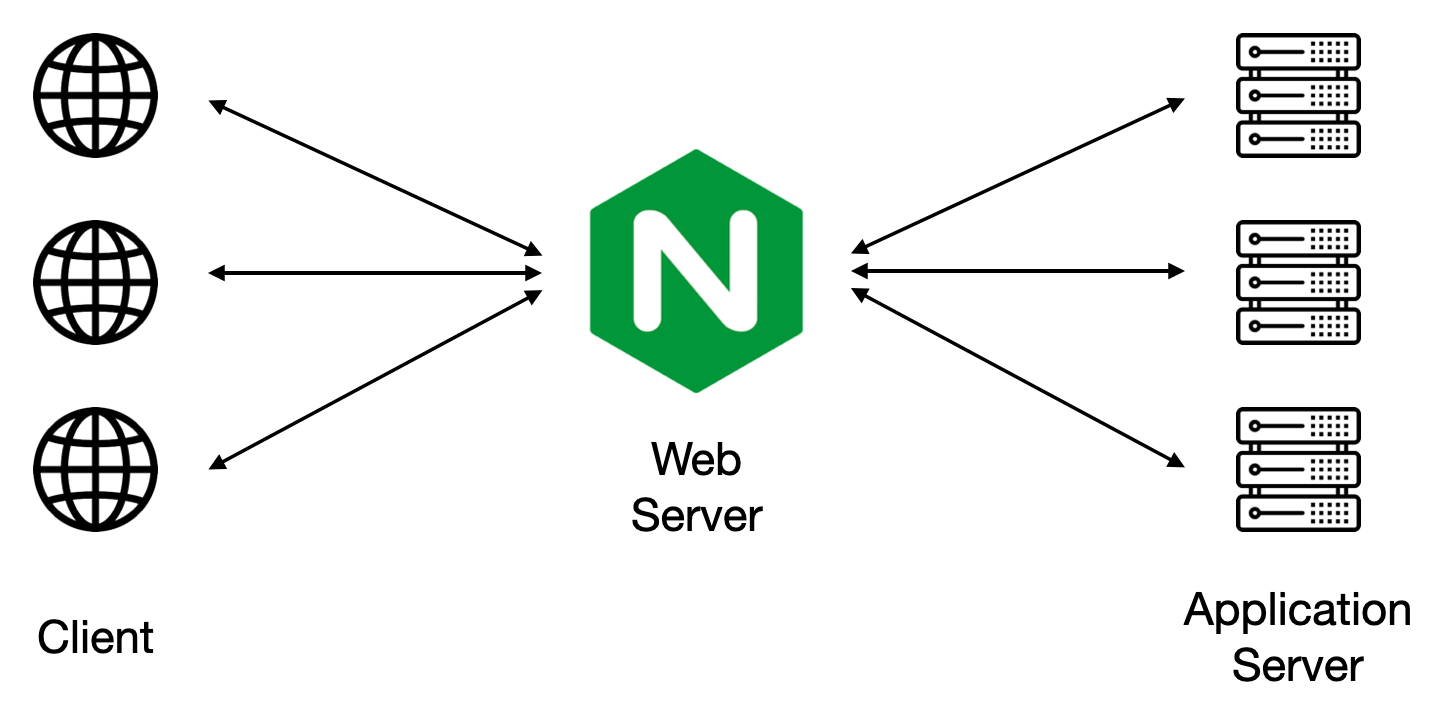 N
Web
Server
Client
Application
Server